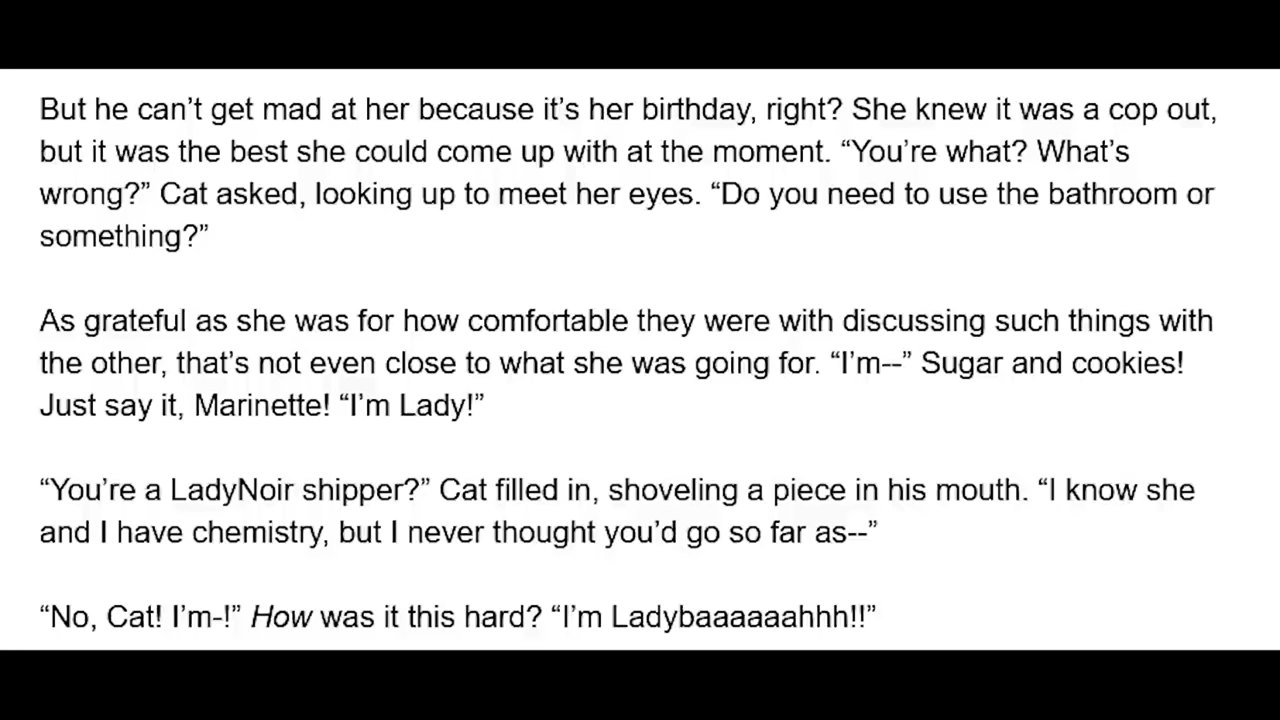 But he can’t get mad at her because it’s her birthday, right? She knew it was a cop out,
but it was the best she could come up with at the moment. “You’re what? What’s
wrong?” Cat asked, looking up to meet her eyes. “Do you need to use the bathroom or
something?”
As grateful as she was for how comfortable they were with discussing such things with
the other, that’s not even close to what she was going for. “I’m--” Sugar and cookies!
Just say it, Marinette! “I’m Lady!”
“You’re a LadyNoir shipper?” Cat filled in, shoveling a piece in his mouth. “I know she
and I have chemistry, but I never thought you’d go so far as--”
“No, Cat! I’m-!” How was it this hard? “I’m Ladybaaaaaahhh!!”